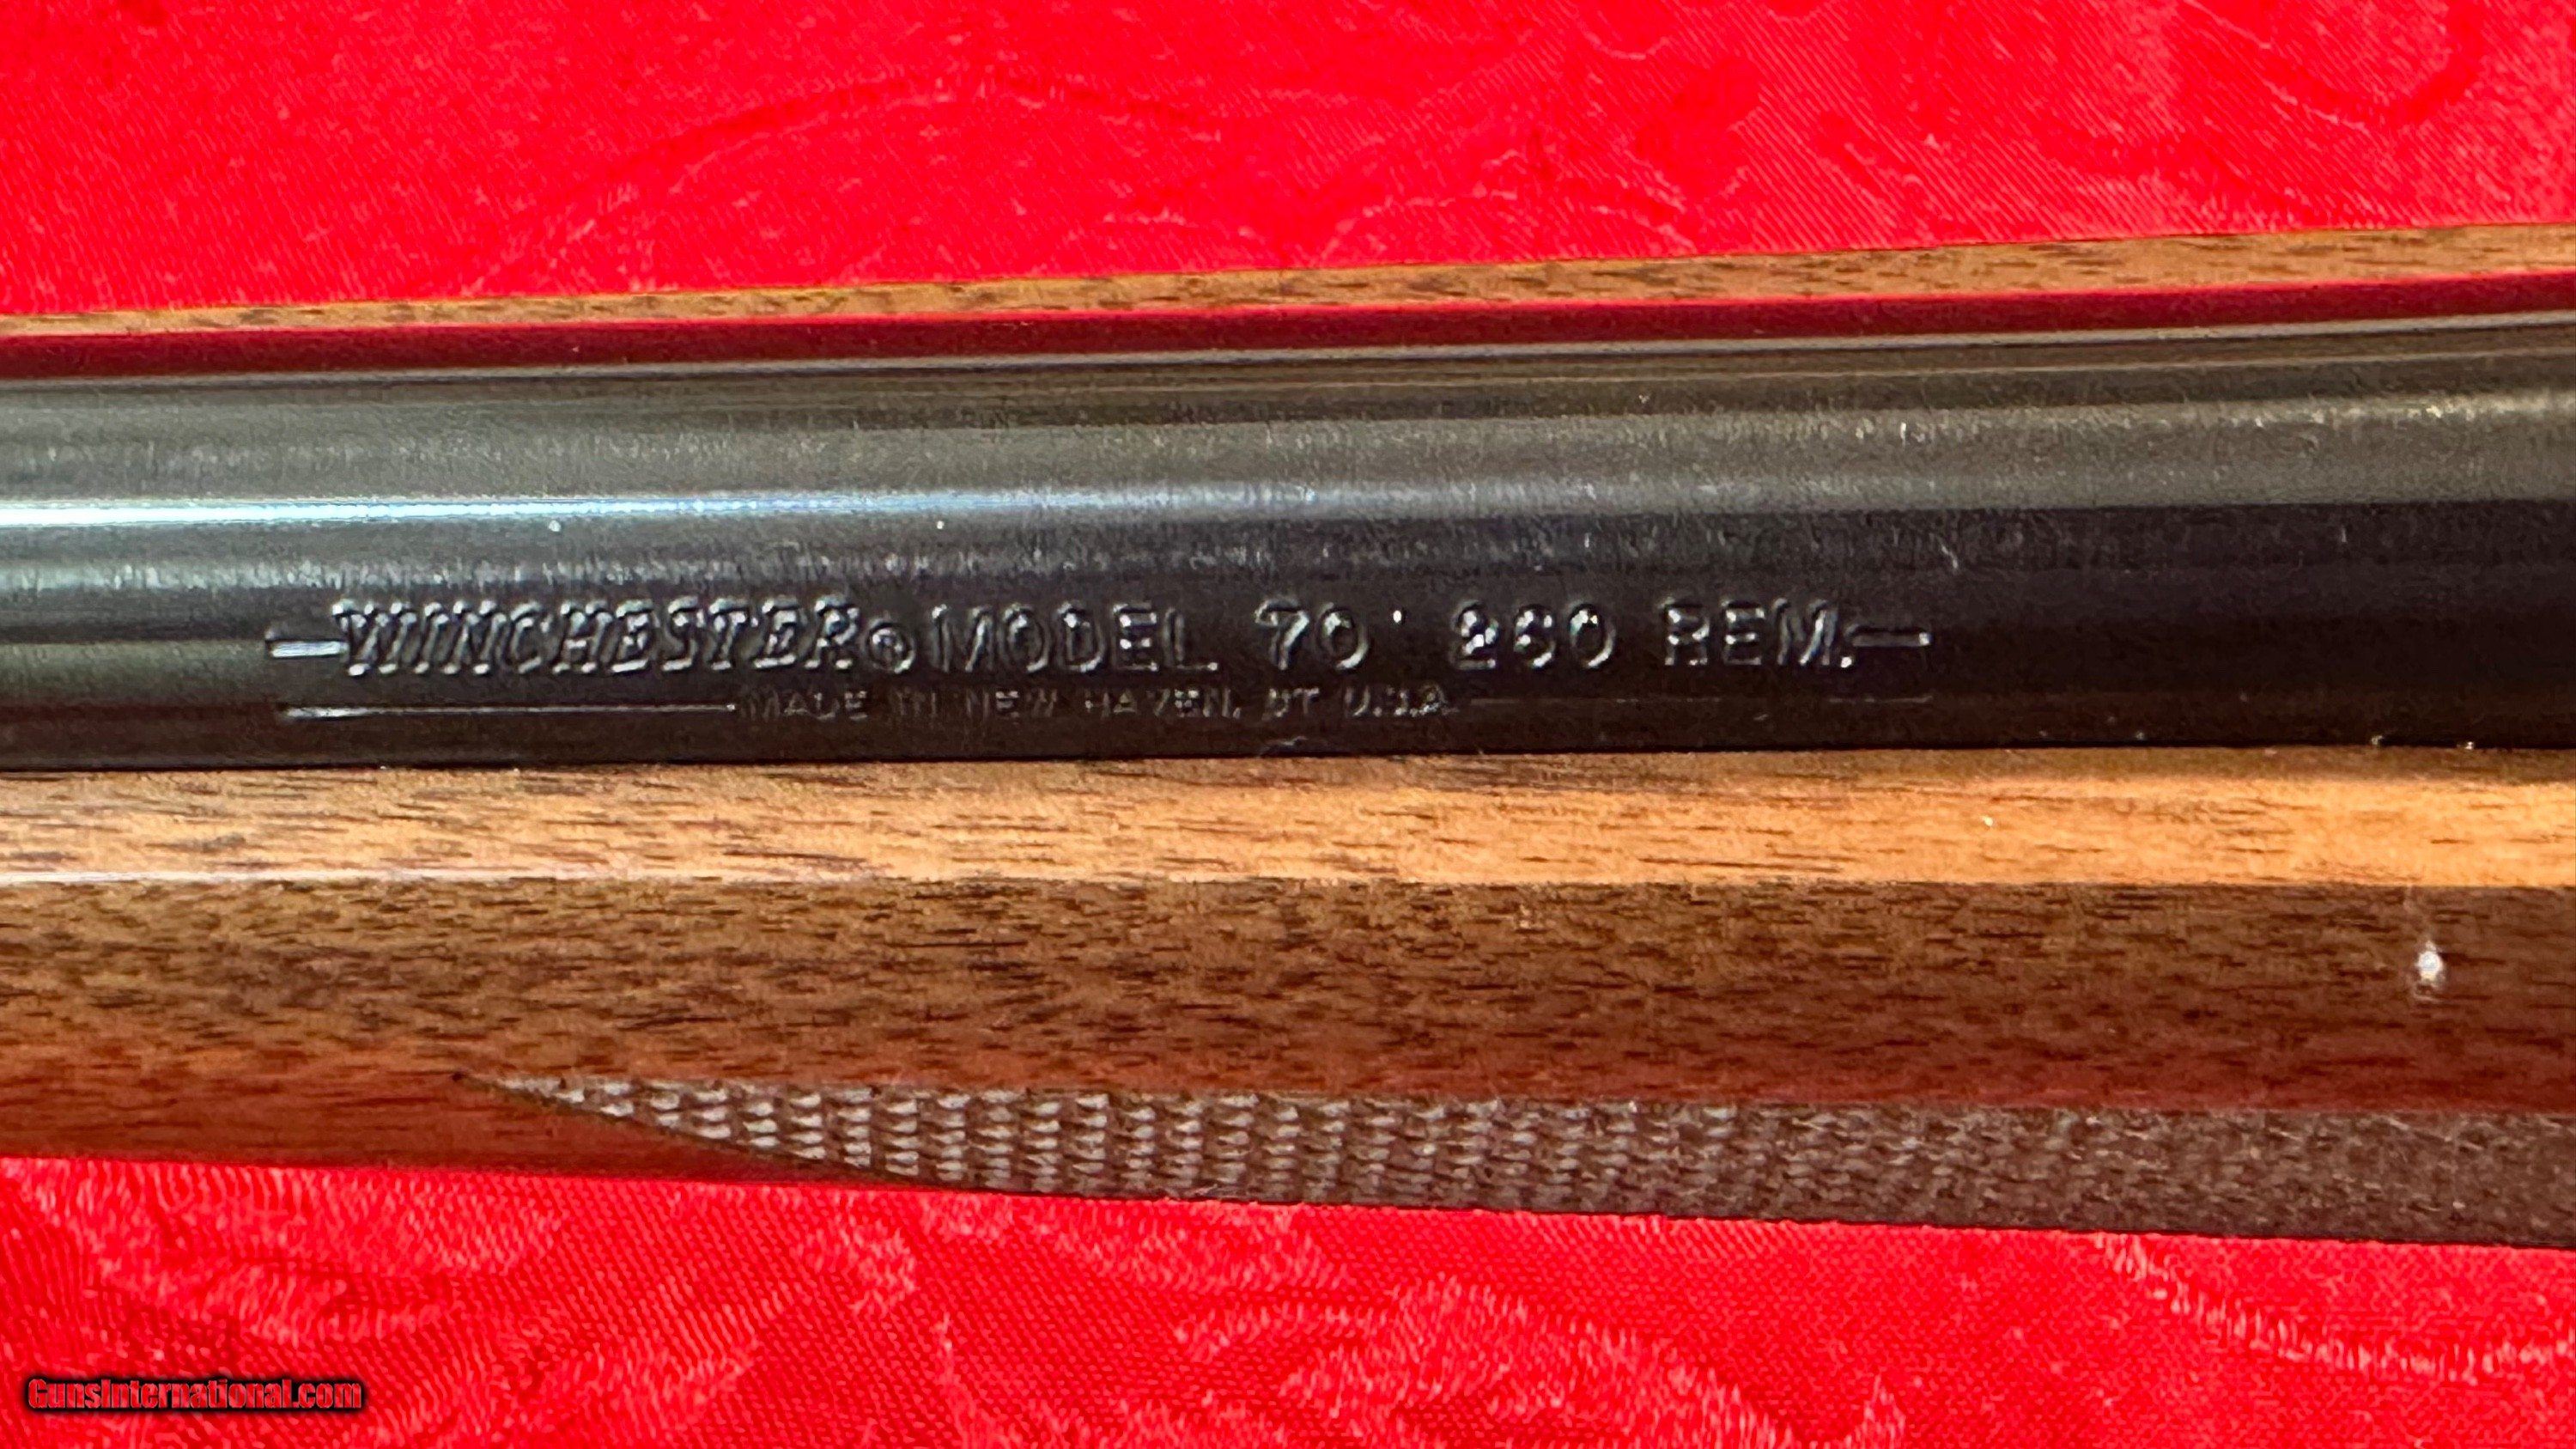 WINCHESTER® MODEL 70 · 260 REM.
MADE IN NEW HAVEN, CT U.S.A.
GunsInternational.com